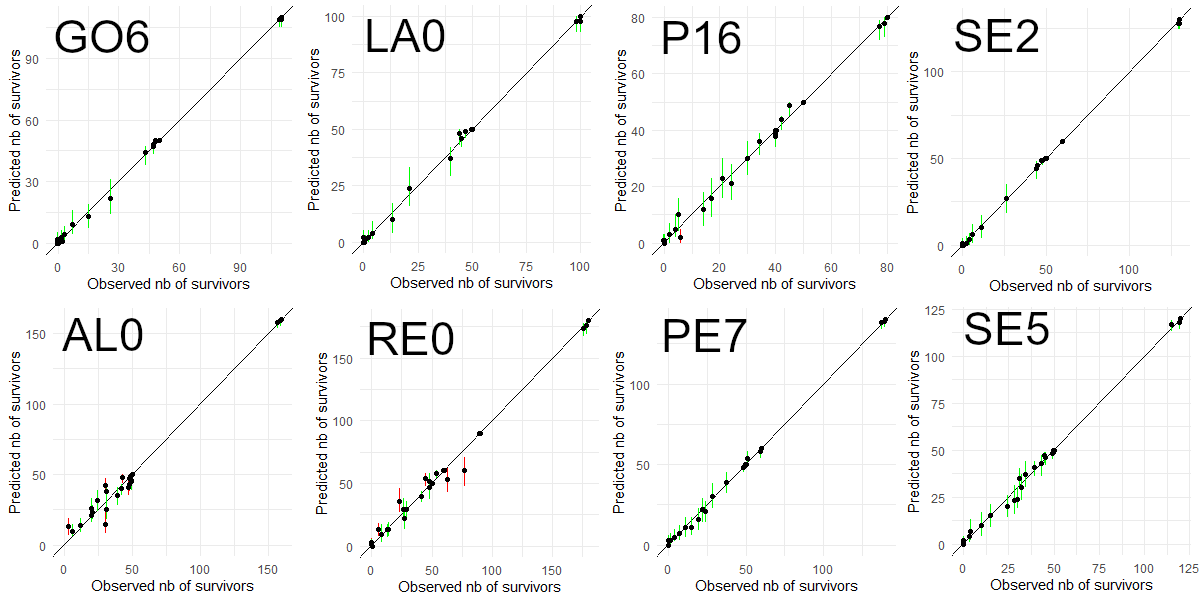 GO6
Predicted nb of survivors
90
60
30
0
0 30 60 90
Observed nb of survivors
LA0
Predicted nb of survivors
100
75
50
25
0
0 25 50 75 100
Observed nb of survivors
P16
Predicted nb of survivors
80
60
40
20
0
0 20 40 60 80
Observed nb of survivors
SE2
Predicted nb of survivors
100
50
0
0 50 100
Observed nb of survivors
AL0
Predicted nb of survivors
150
100
50
0
0 50 100 150
Observed nb of survivors
RE0
Predicted nb of survivors
150
100
50
0
0 50 100 150
Observed nb of survivors
PE7
Predicted nb of survivors
100
50
0
0 50 100
Observed nb of survivors
SE5
Predicted nb of survivors
125
100
75
50
25
0
0 25 50 75 100 125
Observed nb of survivors